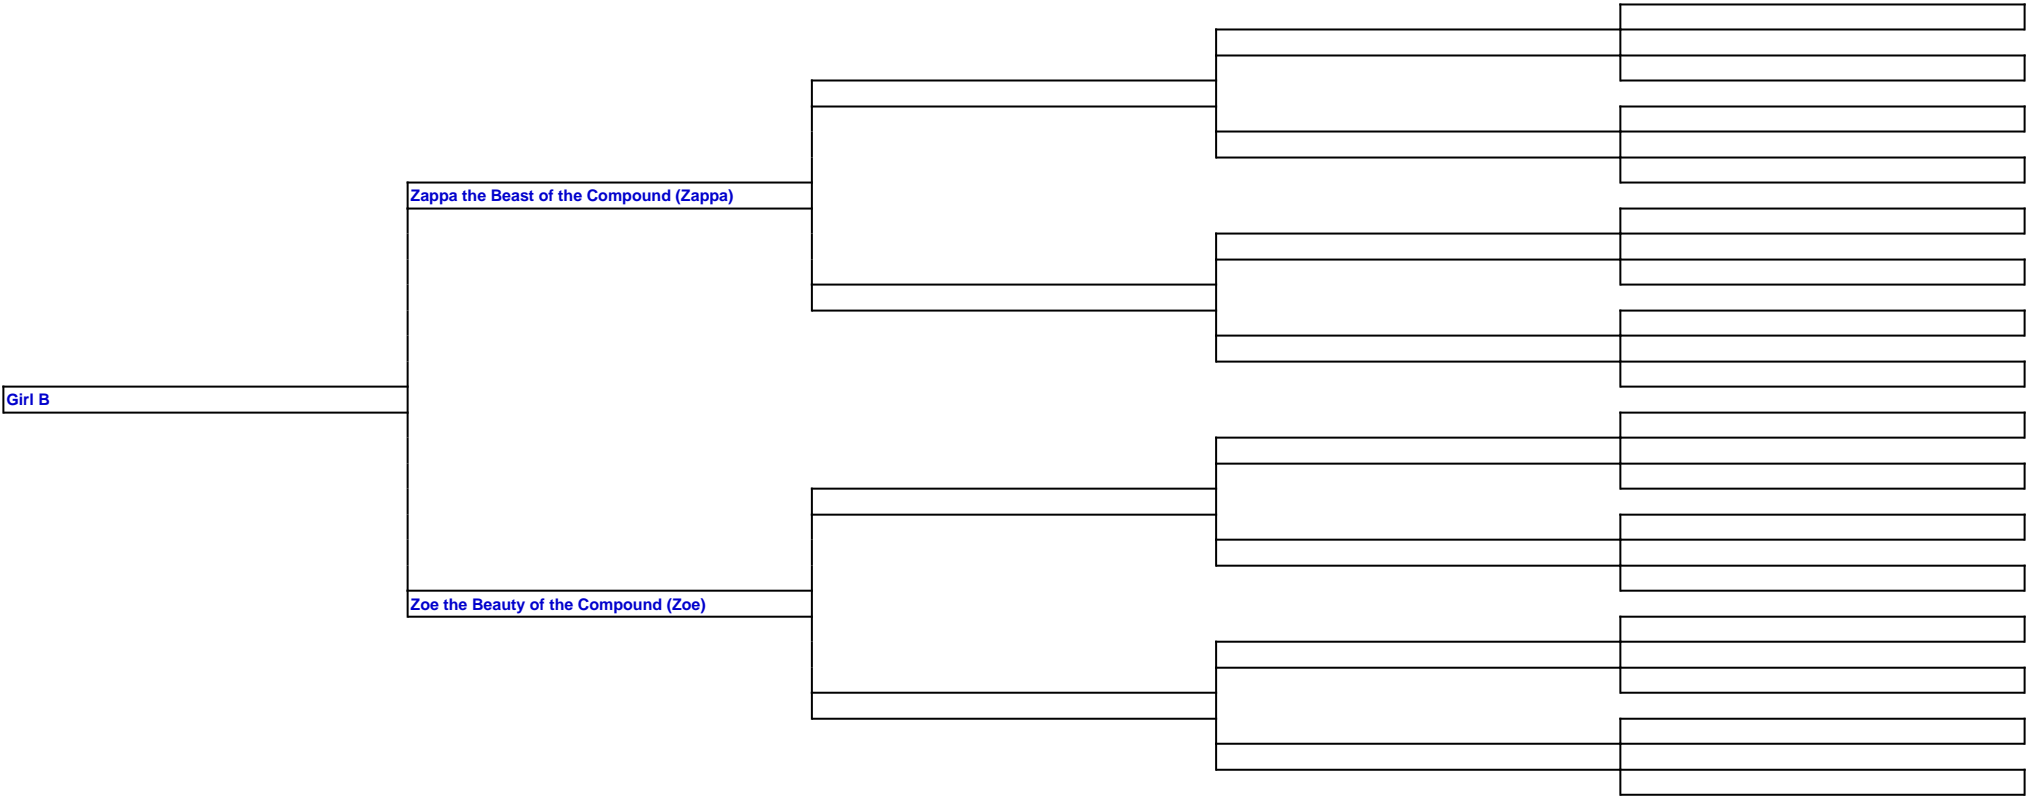 Zappa the Beast of the Compound (Zappa)
Girl B
Zoe the Beauty of the Compound (Zoe)